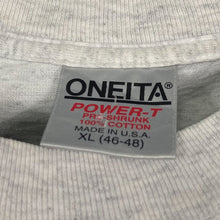 ONEITA®
POWER-T
PRE-SHRUNK
100% COTTON
MADE IN U.S.A.
XL (46-48)